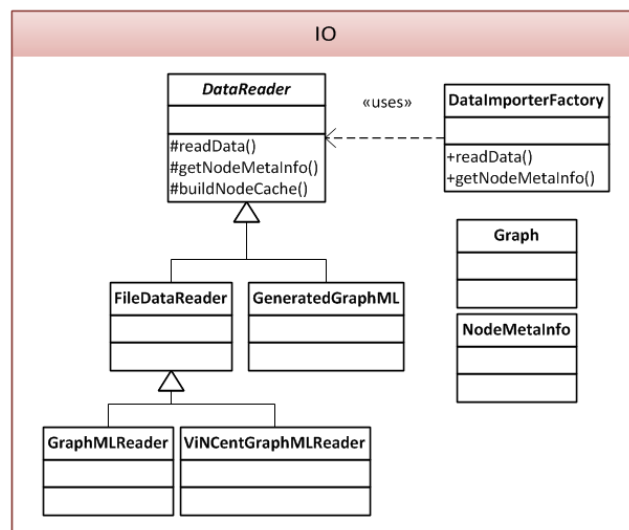 IO
DataReader
#readData()
#getNodeMetaInfo()
#buildNodeCache()
«uses»
DataImporterFactory
+readData()
+getNodeMetaInfo()
Graph
NodeMetaInfo
FileDataReader
GeneratedGraphML
GraphMLReader
ViNCentGraphMLReader